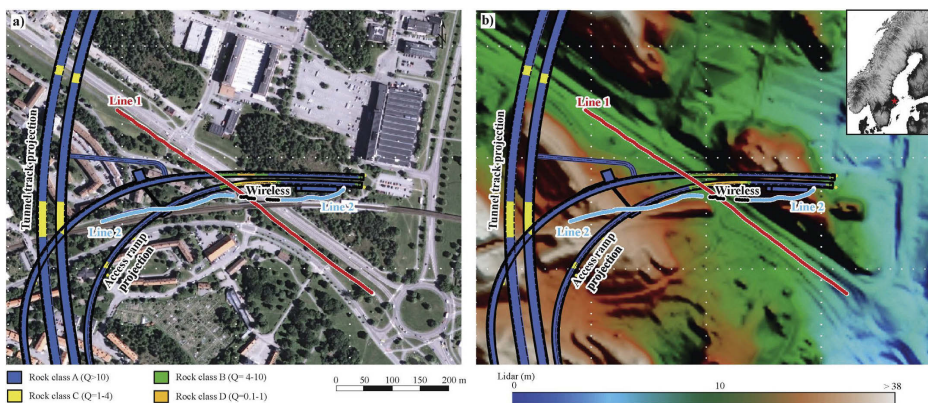 a)
Line 1
Tunnel track projection
Wireless
Line 2
Line 2
Access ramp
projection
b)
Line 1
Tunnel track projection
Wireless
Line 2
Line 2
Access ramp
projection
Rock class A (Q>10)
Rock class B (Q= 4-10)
Rock class C (Q=1-4)
Rock class D (Q=0.1-1)
0 50 100 150 200 m
Lidar (m)
0 10 > 38